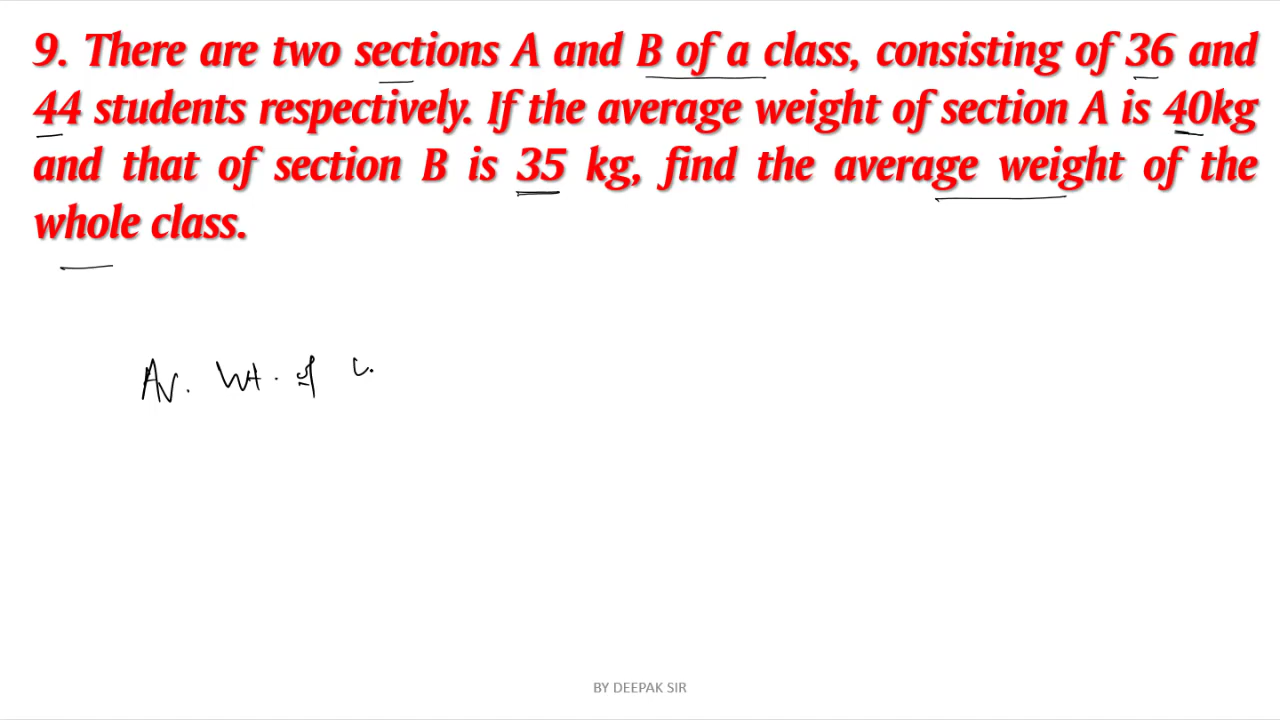 9. There are two sections A and B of a class, consisting of 36 and
44 students respectively. If the average weight of section A is 40kg
and that of section B is 35 kg, find the average weight of the
whole class.
Av. Wt. of
BY DEEPAK SIR